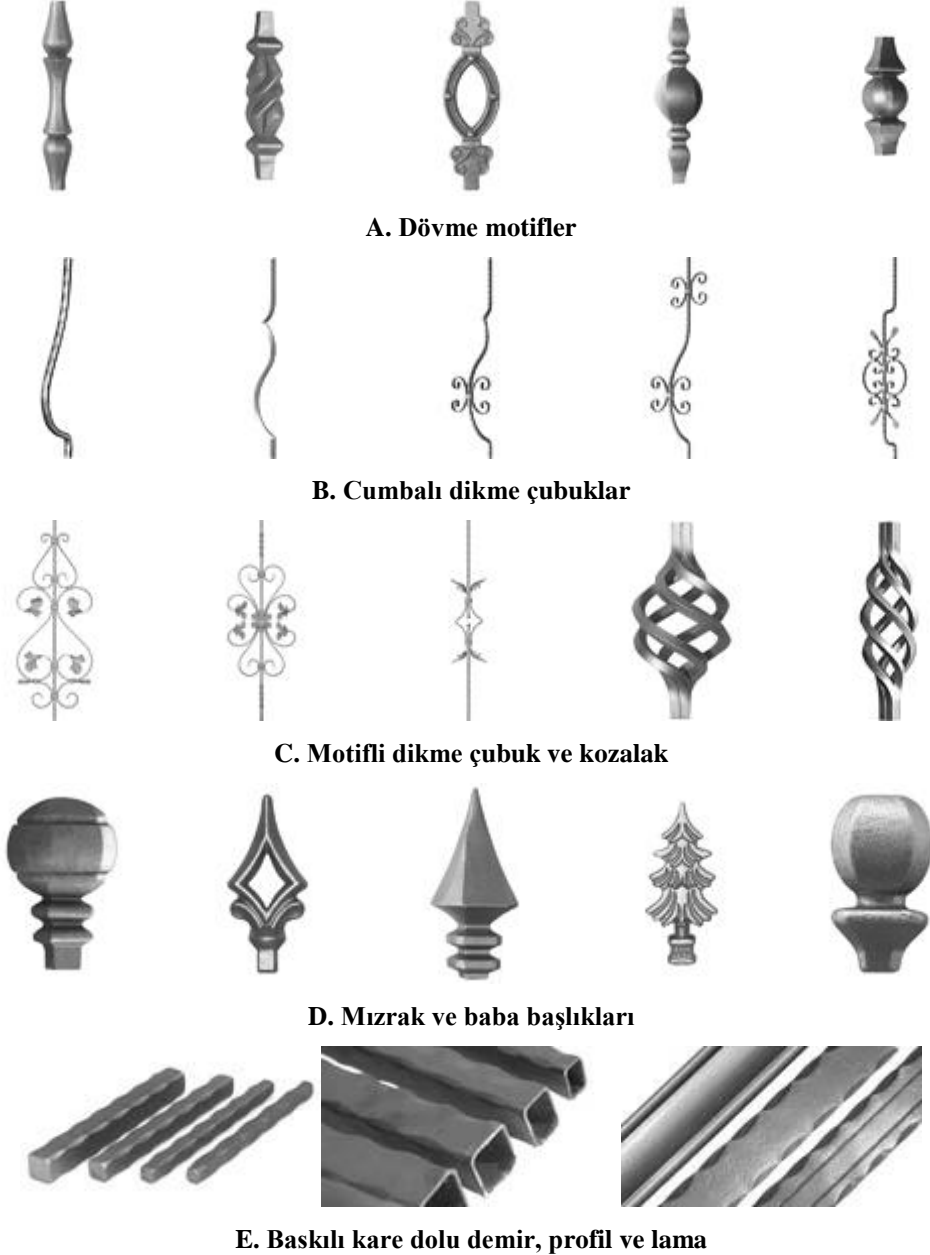 A. Dövme motifler
B. Cumbalı dikme çubuklar
C. Motifli dikme çubuk ve kozalak
D. Mızrak ve baba başlıkları
E. Baskılı kare dolu demir, profil ve lama